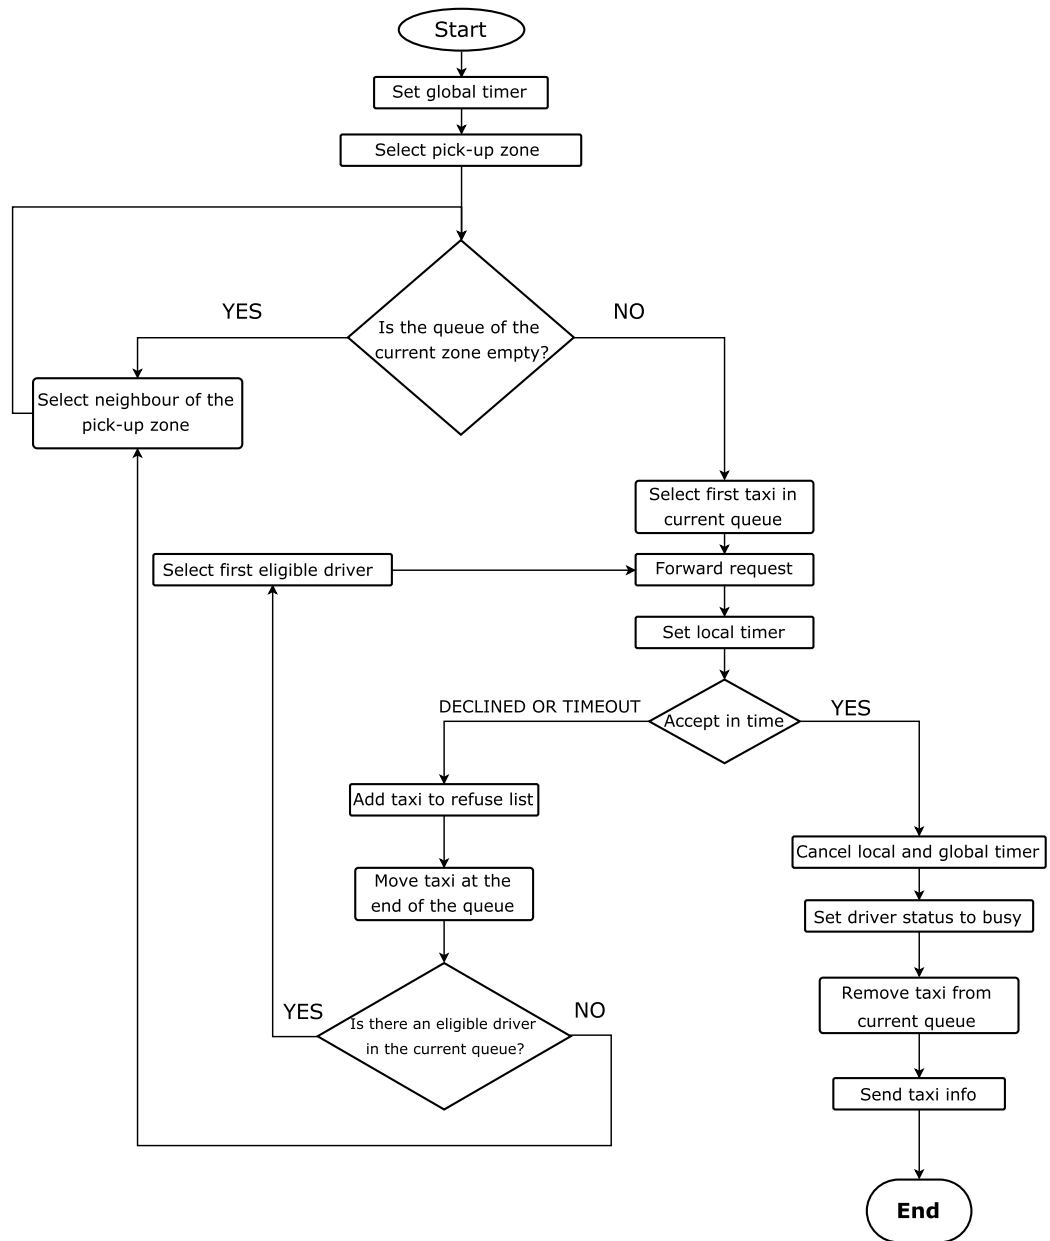 Start
Set global timer
Select pick-up zone
YES
NO
Is the queue of the
current zone empty?
Select neighbour of the
pick-up zone
Select first taxi in
current queue
Select first eligible driver
Forward request
Set local timer
DECLINED OR TIMEOUT
Accept in time
YES
Add taxi to refuse list
Cancel local and global timer
Move taxi at the
end of the queue
Set driver status to busy
Remove taxi from
current queue
YES
NO
Is there an eligible driver
in the current queue?
Send taxi info
End